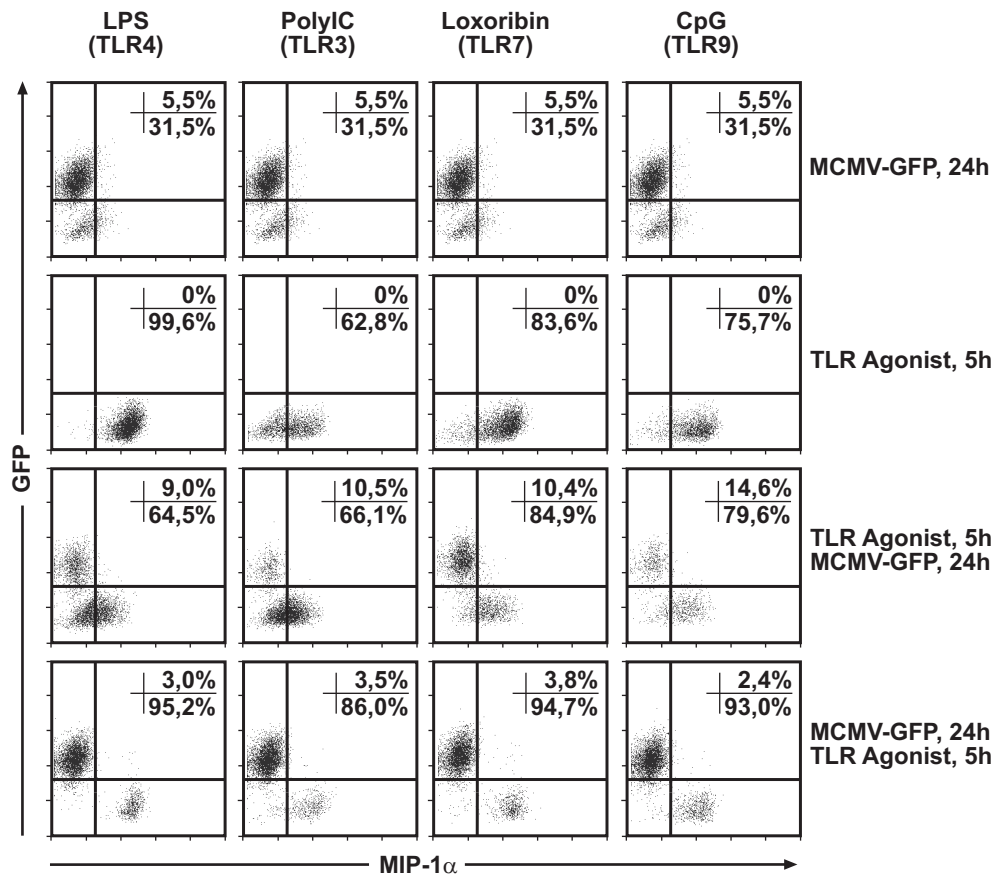 LPS
(TLR4)
PolyIC
(TLR3)
Loxoribin
(TLR7)
CpG
(TLR9)
5,5%
31,5%
5,5%
31,5%
5,5%
31,5%
5,5%
31,5%
MCMV-GFP, 24h
0%
99,6%
0%
62,8%
0%
83,6%
0%
75,7%
TLR Agonist, 5h
GFP
9,0%
64,5%
10,5%
66,1%
10,4%
84,9%
14,6%
79,6%
TLR Agonist, 5h
MCMV-GFP, 24h
3,0%
95,2%
3,5%
86,0%
3,8%
94,7%
2,4%
93,0%
MCMV-GFP, 24h
TLR Agonist, 5h
MIP-1α